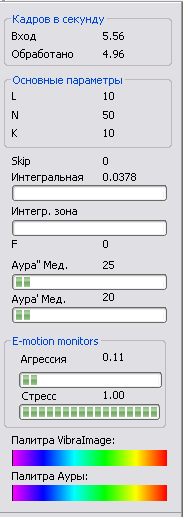 Кадров в секунду
Вход 5.56
Обработано 4.96
Основные параметры
L 10
N 50
K 10
Skip 0
Интегральная 0.0378
Интегр. зона
F 0
Аура" Мед. 25
Аура' Мед. 20
E-motion monitors
Агрессия 0.11
Стресс 1.00
Палитра VibraImage:
Палитра Ауры: